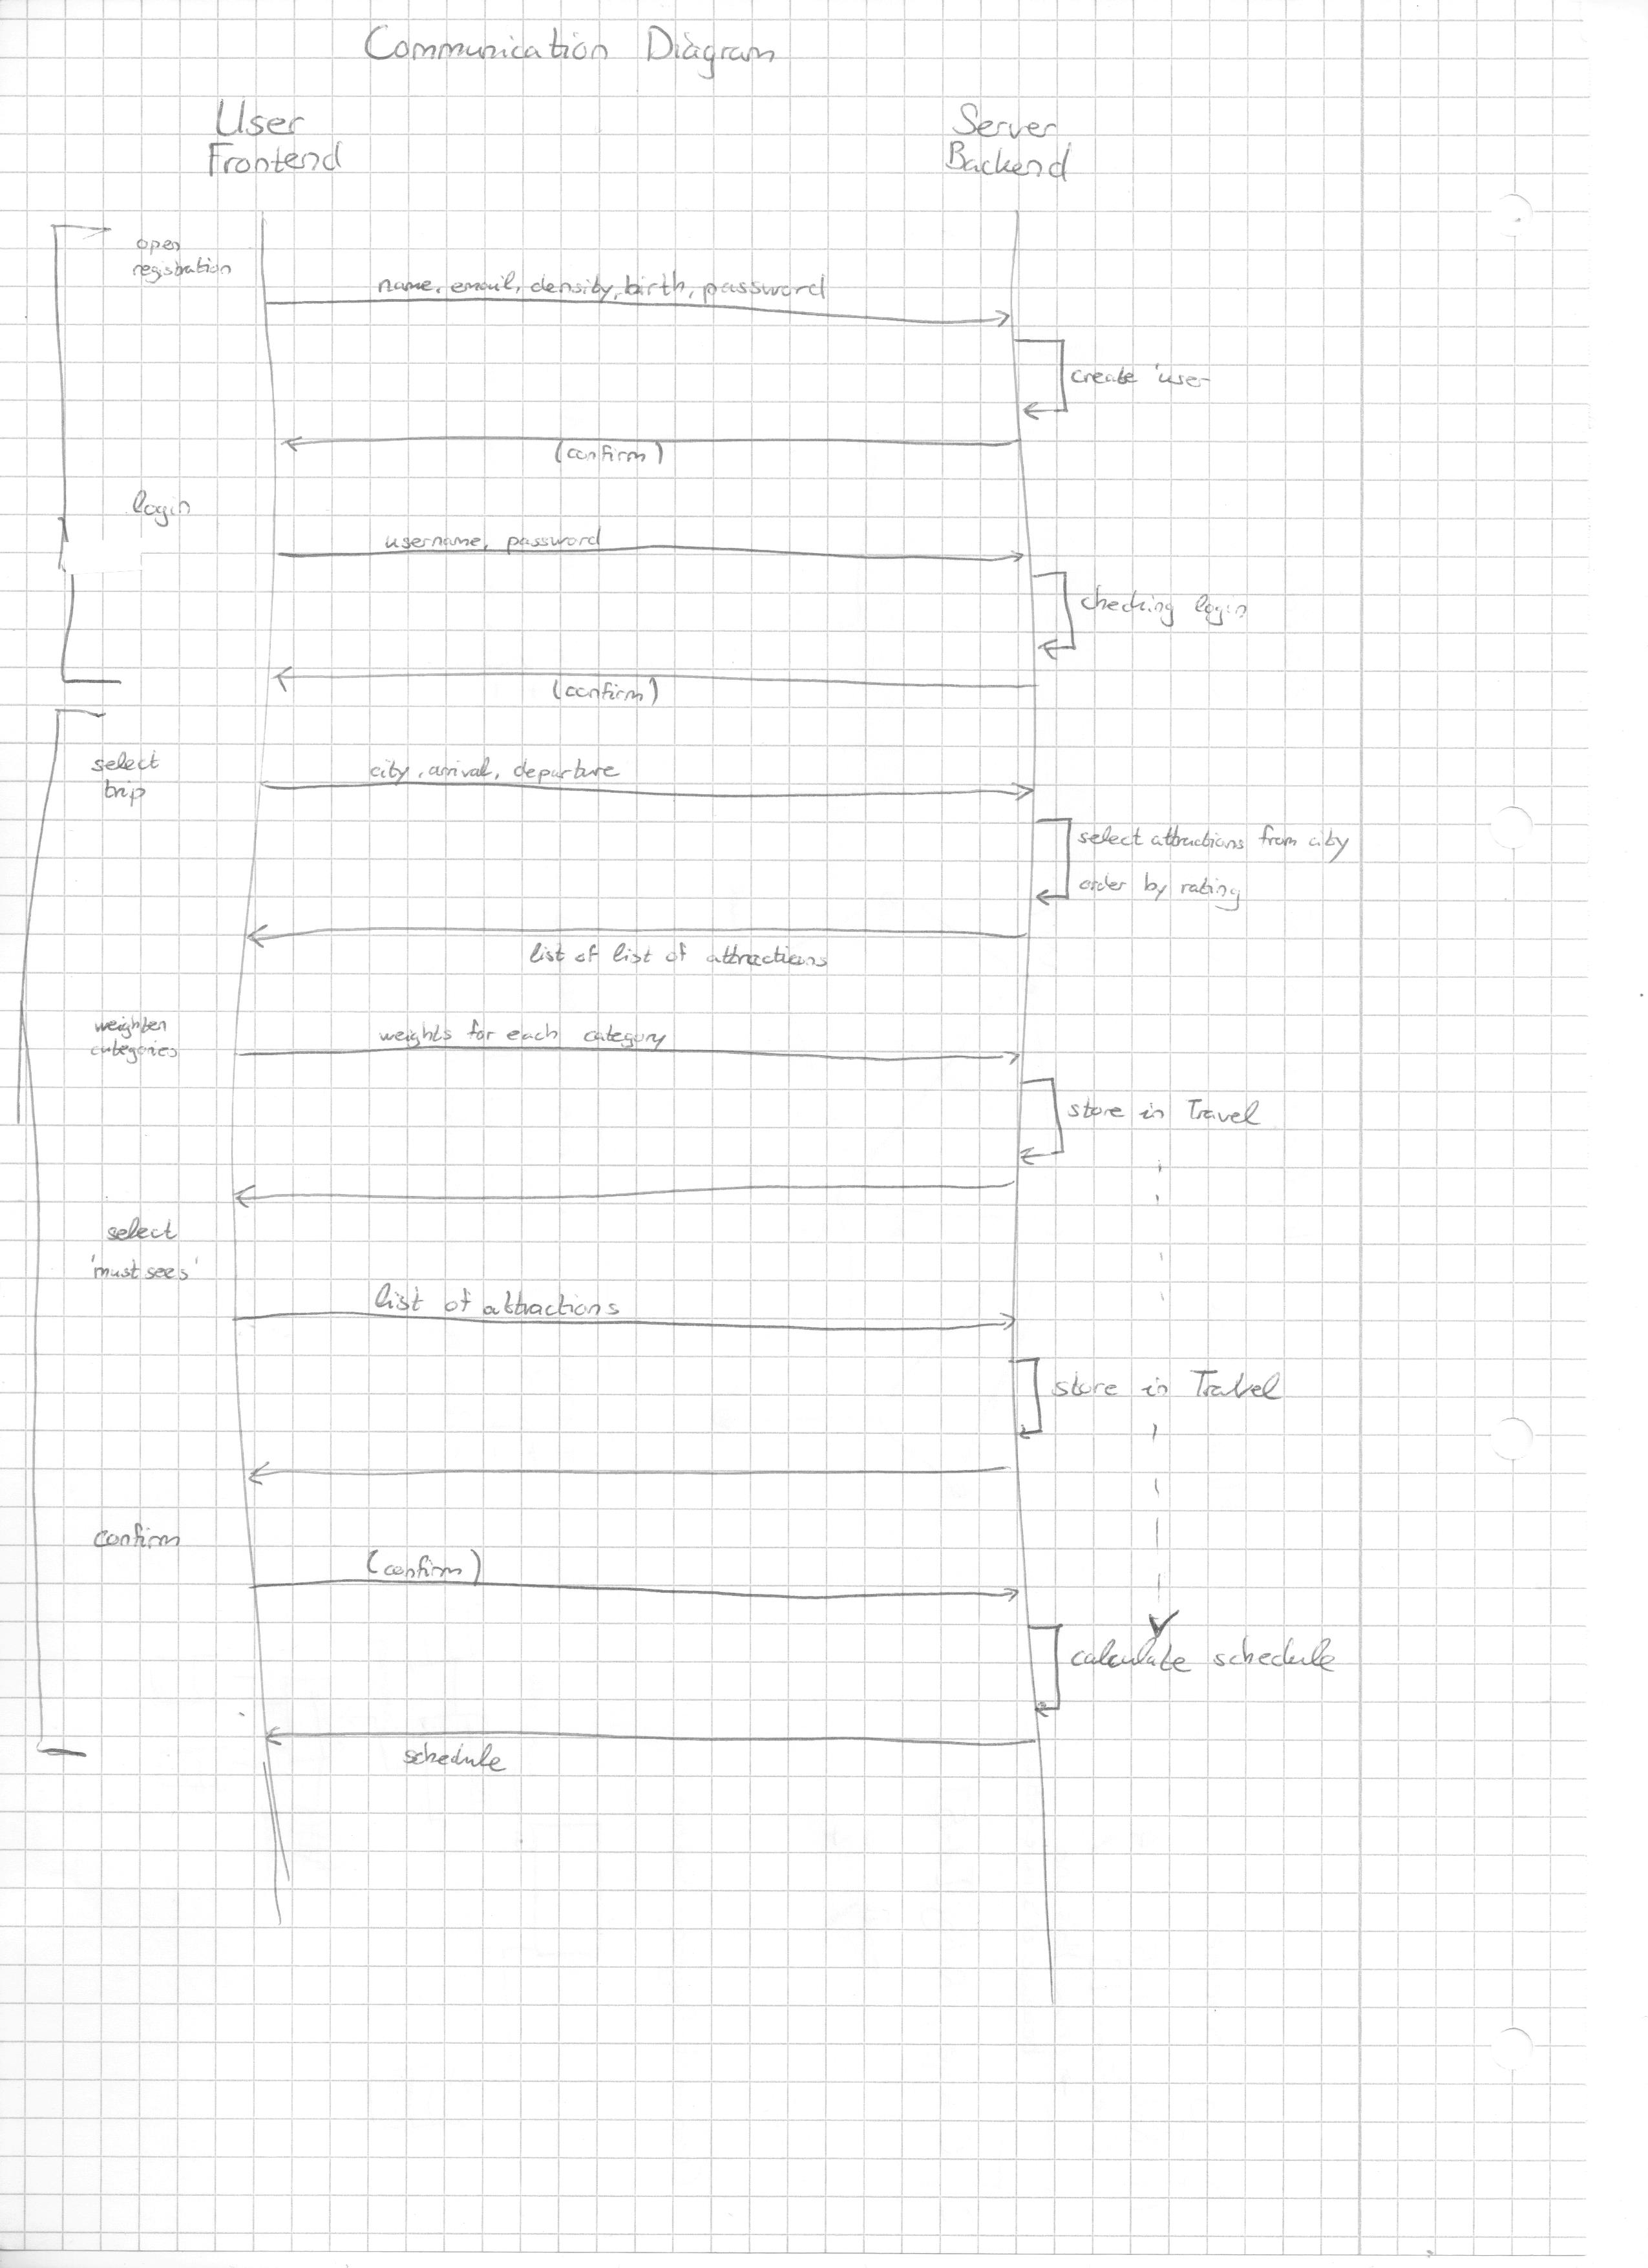 Communication Diagram
User
Frontend
Server
Backend
open
registration
name, email, density, birth, password
create user
(confirm)
login
username, password
checking login
(confirm)
select
trip
city, arrival, departure
select attractions from city
order by rating
list of list of attractions
weighten
categories
weights for each category
store in Travel
select
'must sees'
list of attractions
store in Travel
confirm
(confirm)
calculate schedule
schedule